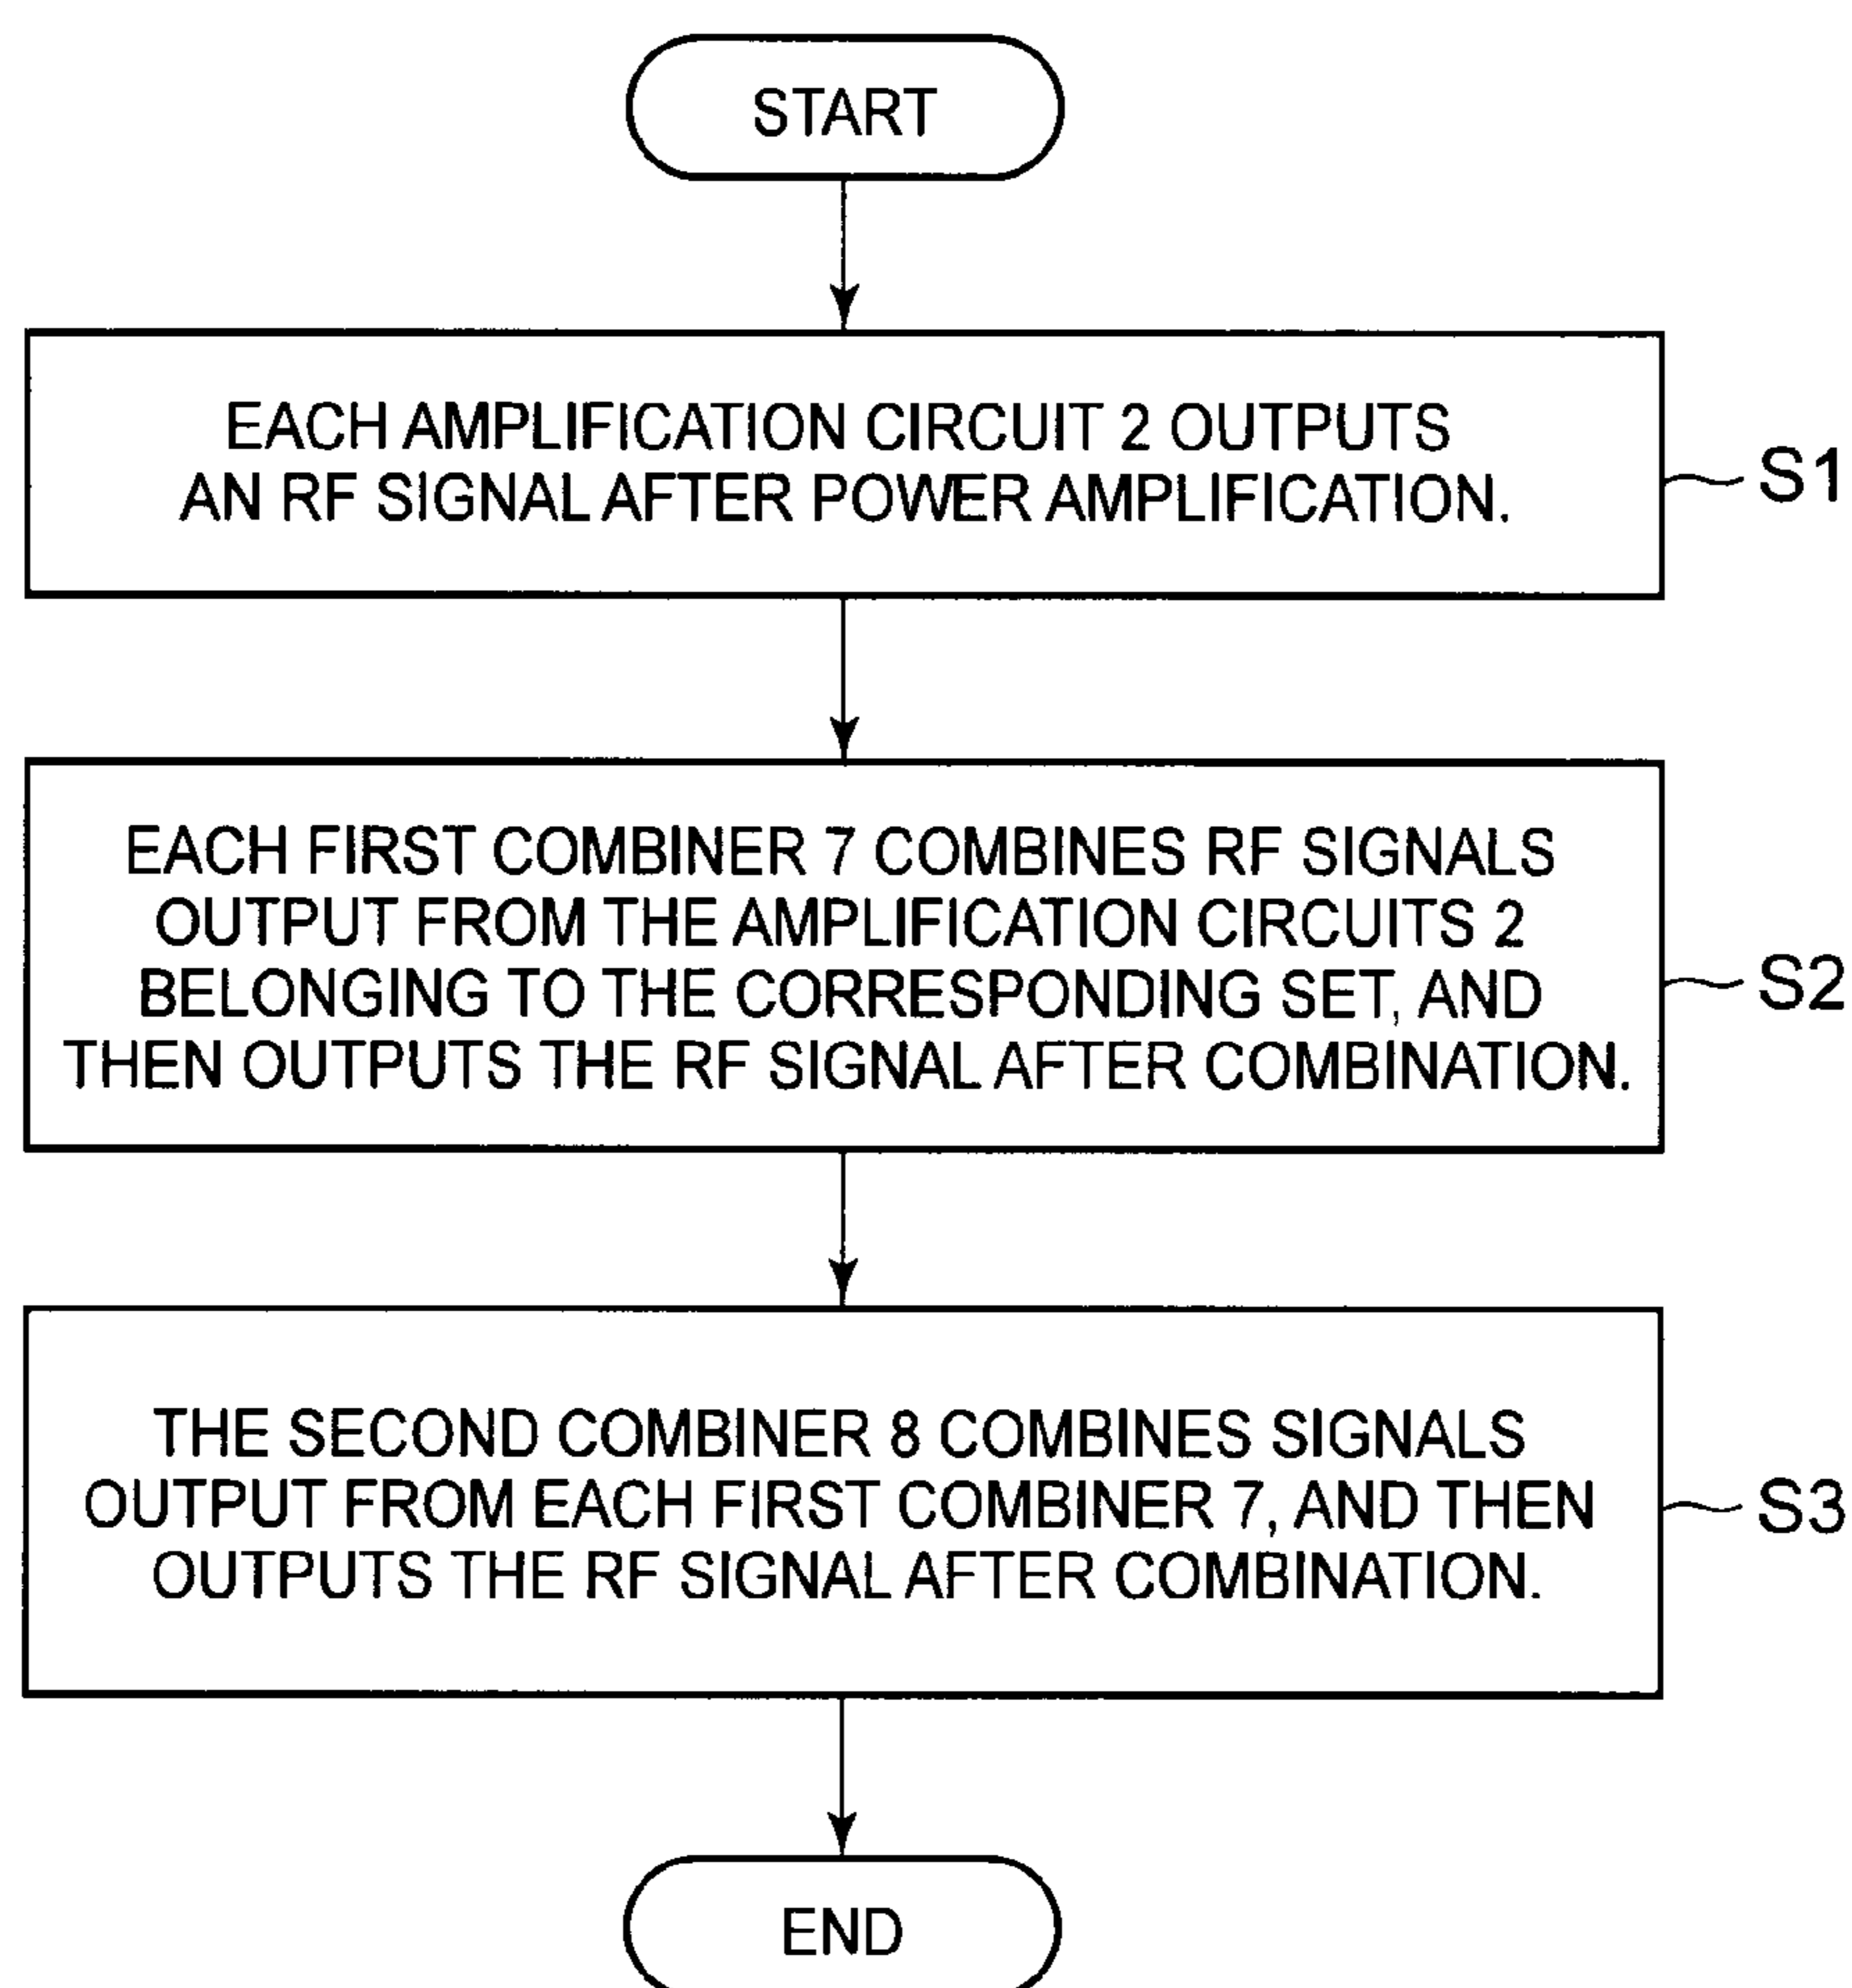 START
EACH AMPLIFICATION CIRCUIT 2 OUTPUTS
AN RF SIGNAL AFTER POWER AMPLIFICATION.
S1
EACH FIRST COMBINER 7 COMBINES RF SIGNALS
OUTPUT FROM THE AMPLIFICATION CIRCUITS 2
BELONGING TO THE CORRESPONDING SET, AND
THEN OUTPUTS THE RF SIGNAL AFTER COMBINATION.
S2
THE SECOND COMBINER 8 COMBINES SIGNALS
OUTPUT FROM EACH FIRST COMBINER 7, AND THEN
OUTPUTS THE RF SIGNAL AFTER COMBINATION.
S3
END